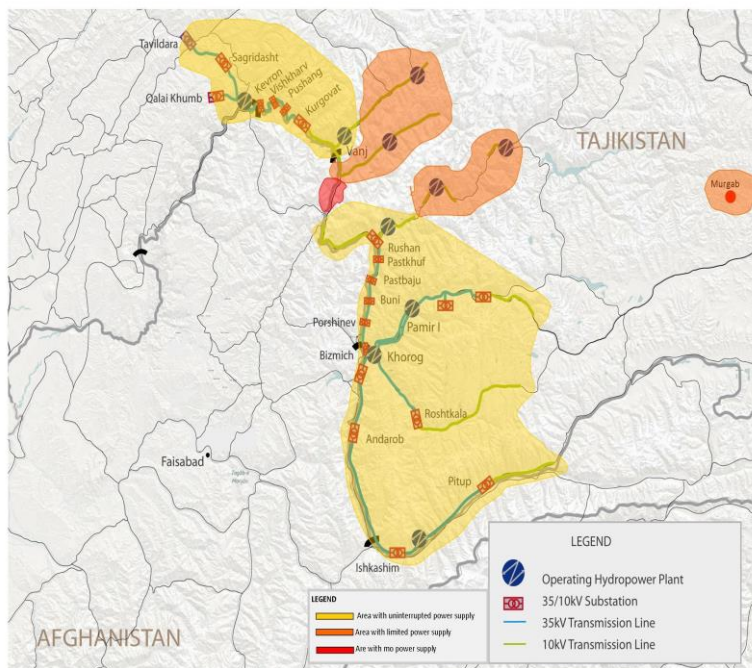 Tavildara
Sagridasht
Qalai Khumb
Kevron
Vishkharv
Pushang
Kurgovat
Vanj
TAJIKISTAN
Murgab
Rushan
Pastkhuf
Pastbaju
Buni
Porshinev
Pamir I
Bizmich
Khorog
Roshtkala
Andarob
Faisabad
Pitup
Ishkashim
AFGHANISTAN
LEGEND
Area with uninterrupted power supply
Area with limited power supply
Are with mo power supply
LEGEND
Operating Hydropower Plant
35/10kV Substation
35kV Transmission Line
10kV Transmission Line